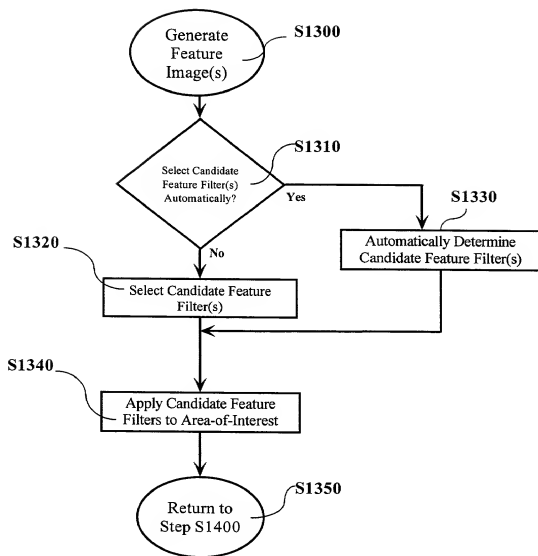 Generate
Feature
Image(s)
S1300
S1310
Select Candidate
Feature Filter(s)
Automatically?
Yes
No
S1330
Automatically Determine
Candidate Feature Filter(s)
S1320
Select Candidate Feature
Filter(s)
S1340
Apply Candidate Feature
Filters to Area-of-Interest
S1350
Return to
Step S1400